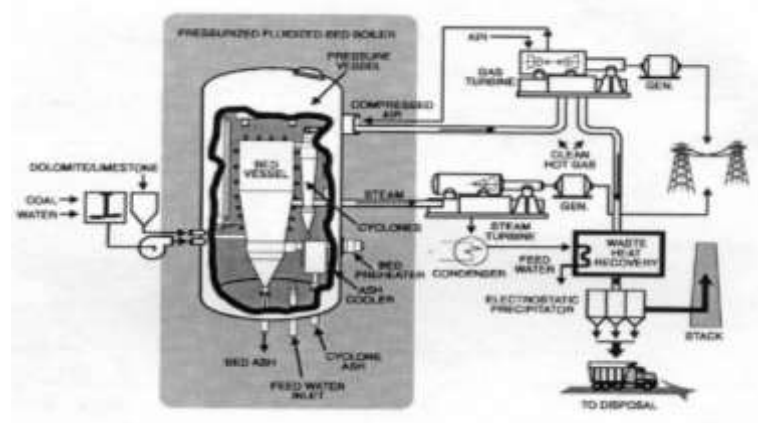 PRESSURIZED FLUIDIZED BED BOILER
PRESSURE
VESSEL
AIR
GAS
TURBINE
GEN.
COMPRESSED
AIR
CLEAN
HOT GAS
DOLOMITE/LIMESTONE
COAL
WATER
BED
VESSEL
STEAM
CYCLONES
GEN.
STEAM
TURBINE
CONDENSER
FEED
WATER
WASTE
HEAT
RECOVERY
BED
PREHEATER
ASH
COOLER
ELECTROSTATIC
PRECIPITATOR
STACK
BED ASH
CYCLONE
ASH
FEED WATER
INLET
TO DISPOSAL